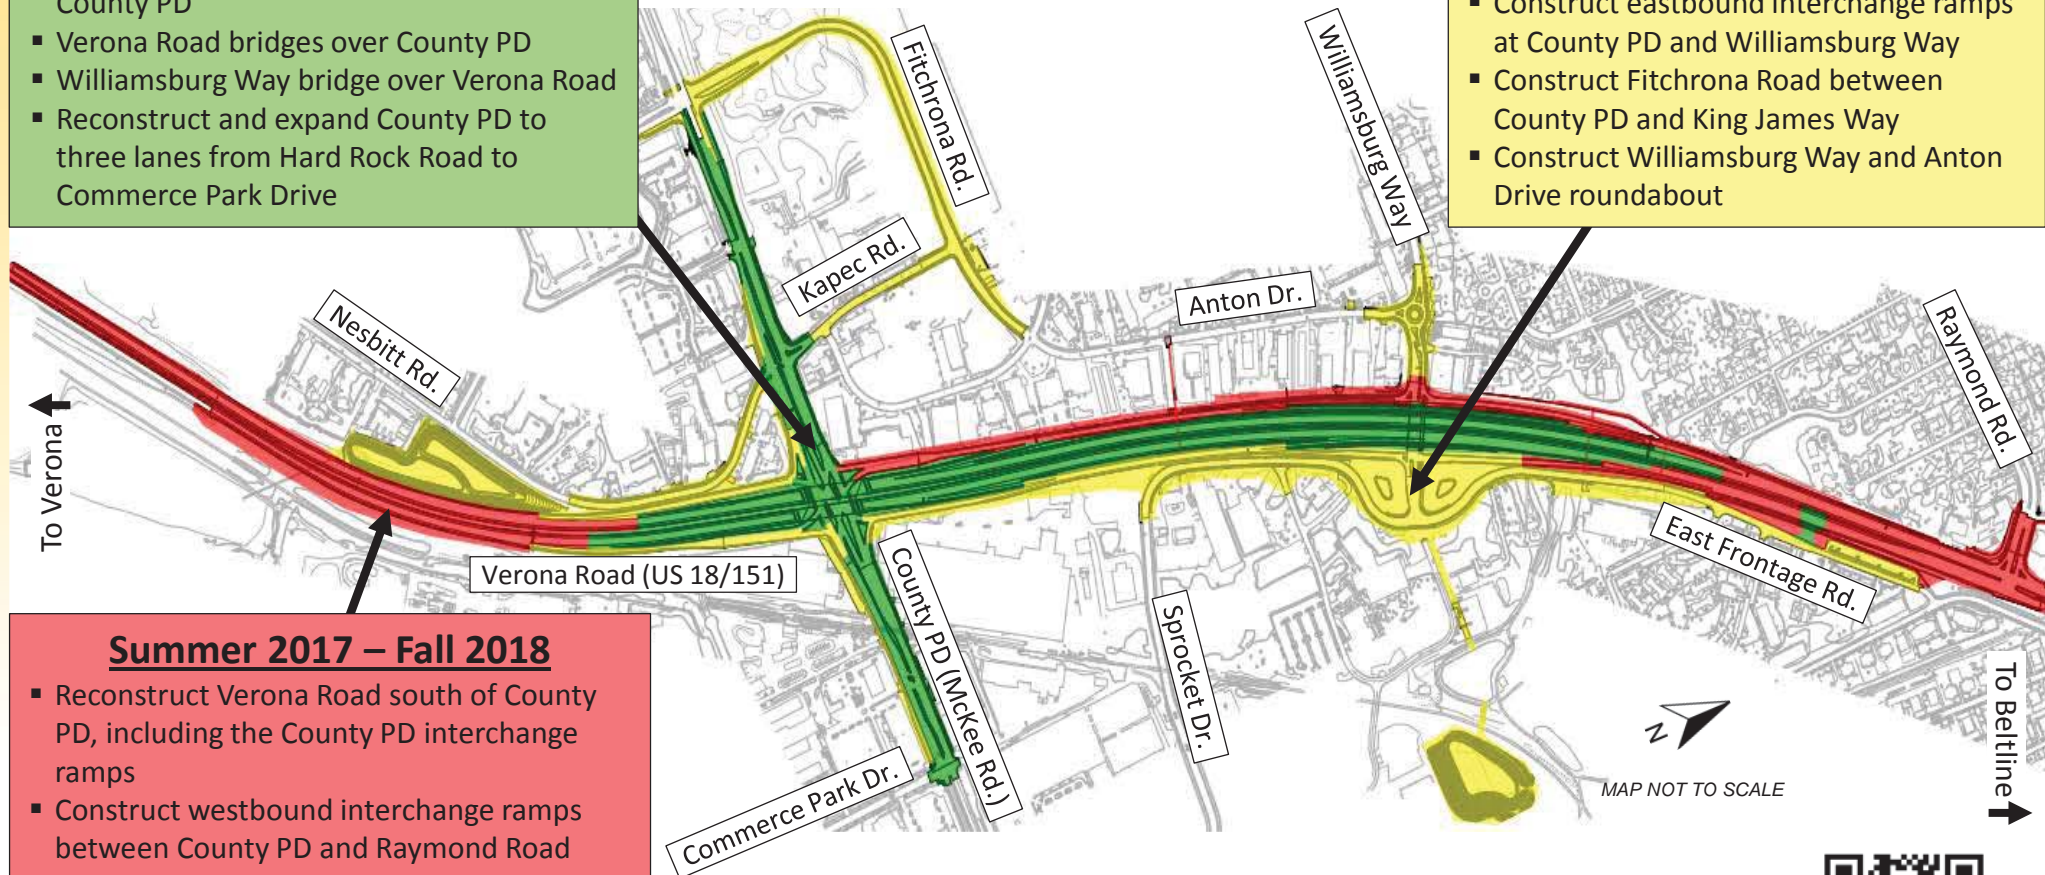 County PD
▪ Verona Road bridges over County PD
▪ Williamsburg Way bridge over Verona Road
▪ Reconstruct and expand County PD to
three lanes from Hard Rock Road to
Commerce Park Drive
▪ Construct eastbound interchange ramps
at County PD and Williamsburg Way
▪ Construct Fitchrona Road between
County PD and King James Way
▪ Construct Williamsburg Way and Anton
Drive roundabout
Fitchrona Rd.
Williamsburg Way
Kapec Rd.
Anton Dr.
Nesbitt Rd.
Raymond Rd.
To Verona
East Frontage Rd.
Verona Road (US 18/151)
County PD (McKee Rd.)
Sprocket Dr.
Commerce Park Dr.
N
MAP NOT TO SCALE
To Beltline
Summer 2017 – Fall 2018
▪ Reconstruct Verona Road south of County
PD, including the County PD interchange
ramps
▪ Construct westbound interchange ramps
between County PD and Raymond Road